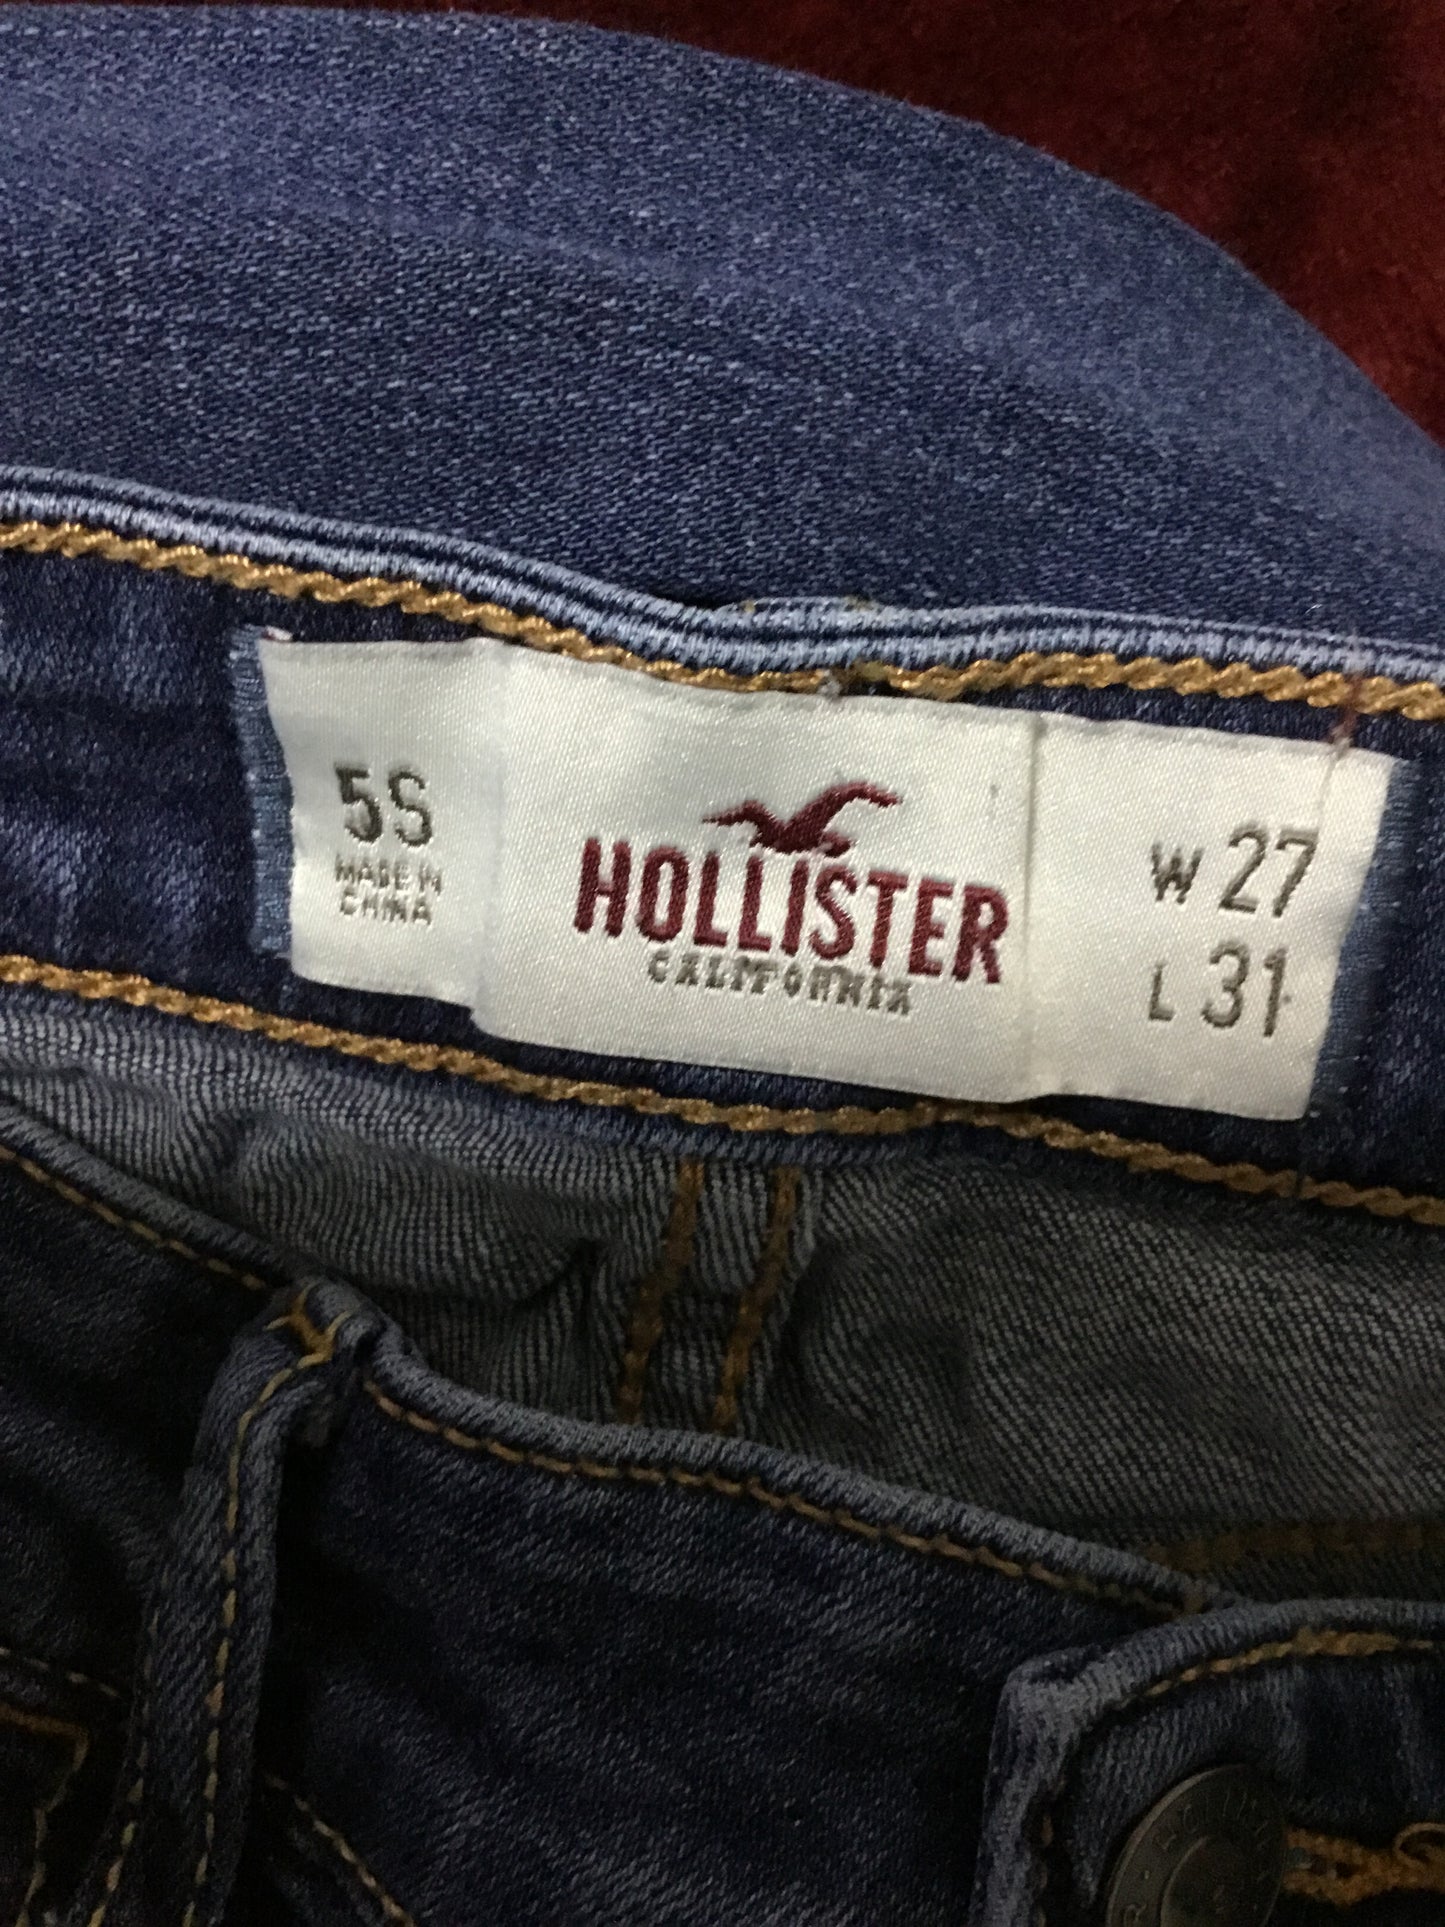 5S
MADE IN
CHINA
HOLLISTER
CALIFORNIA
W 27
L 31